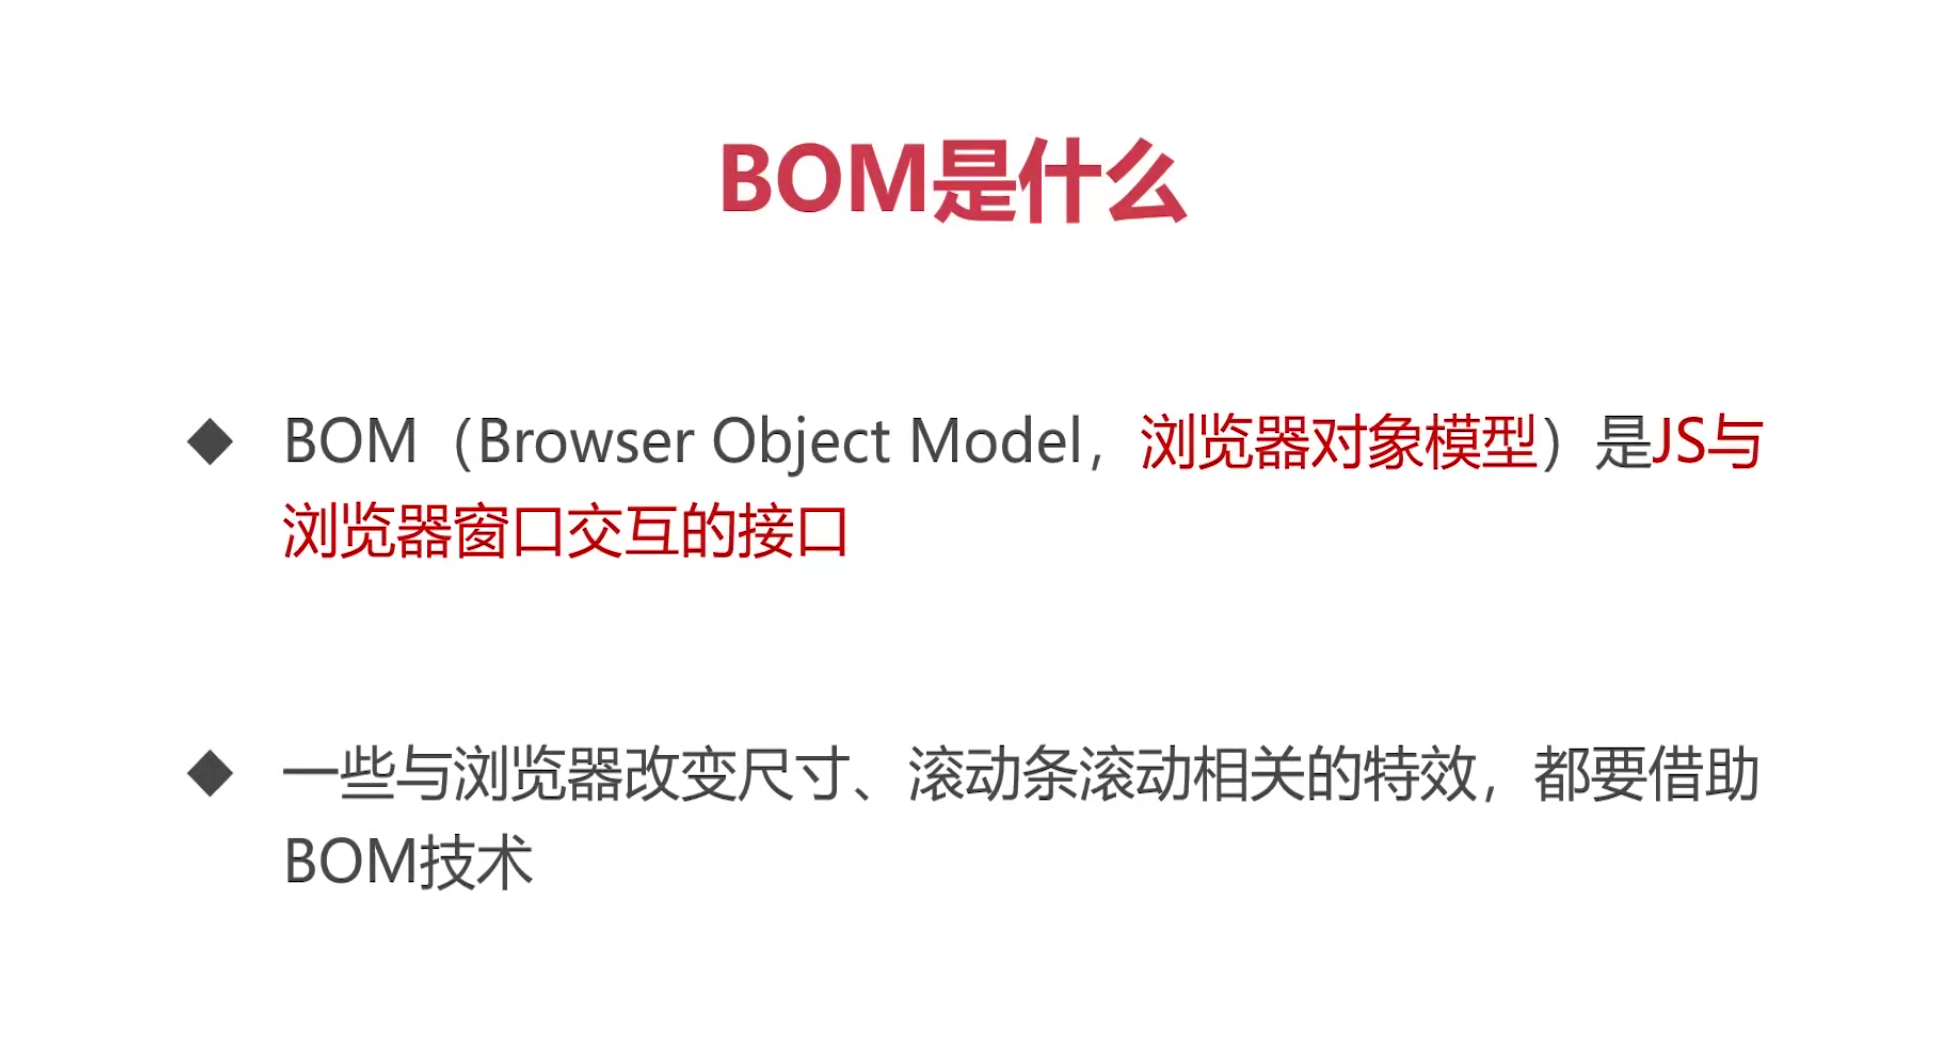 BOM是什么
◆ BOM（Browser Object Model，浏览器对象模型）是JS与
浏览器窗口交互的接口
◆ 一些与浏览器改变尺寸、滚动条滚动相关的特效，都要借助
BOM技术